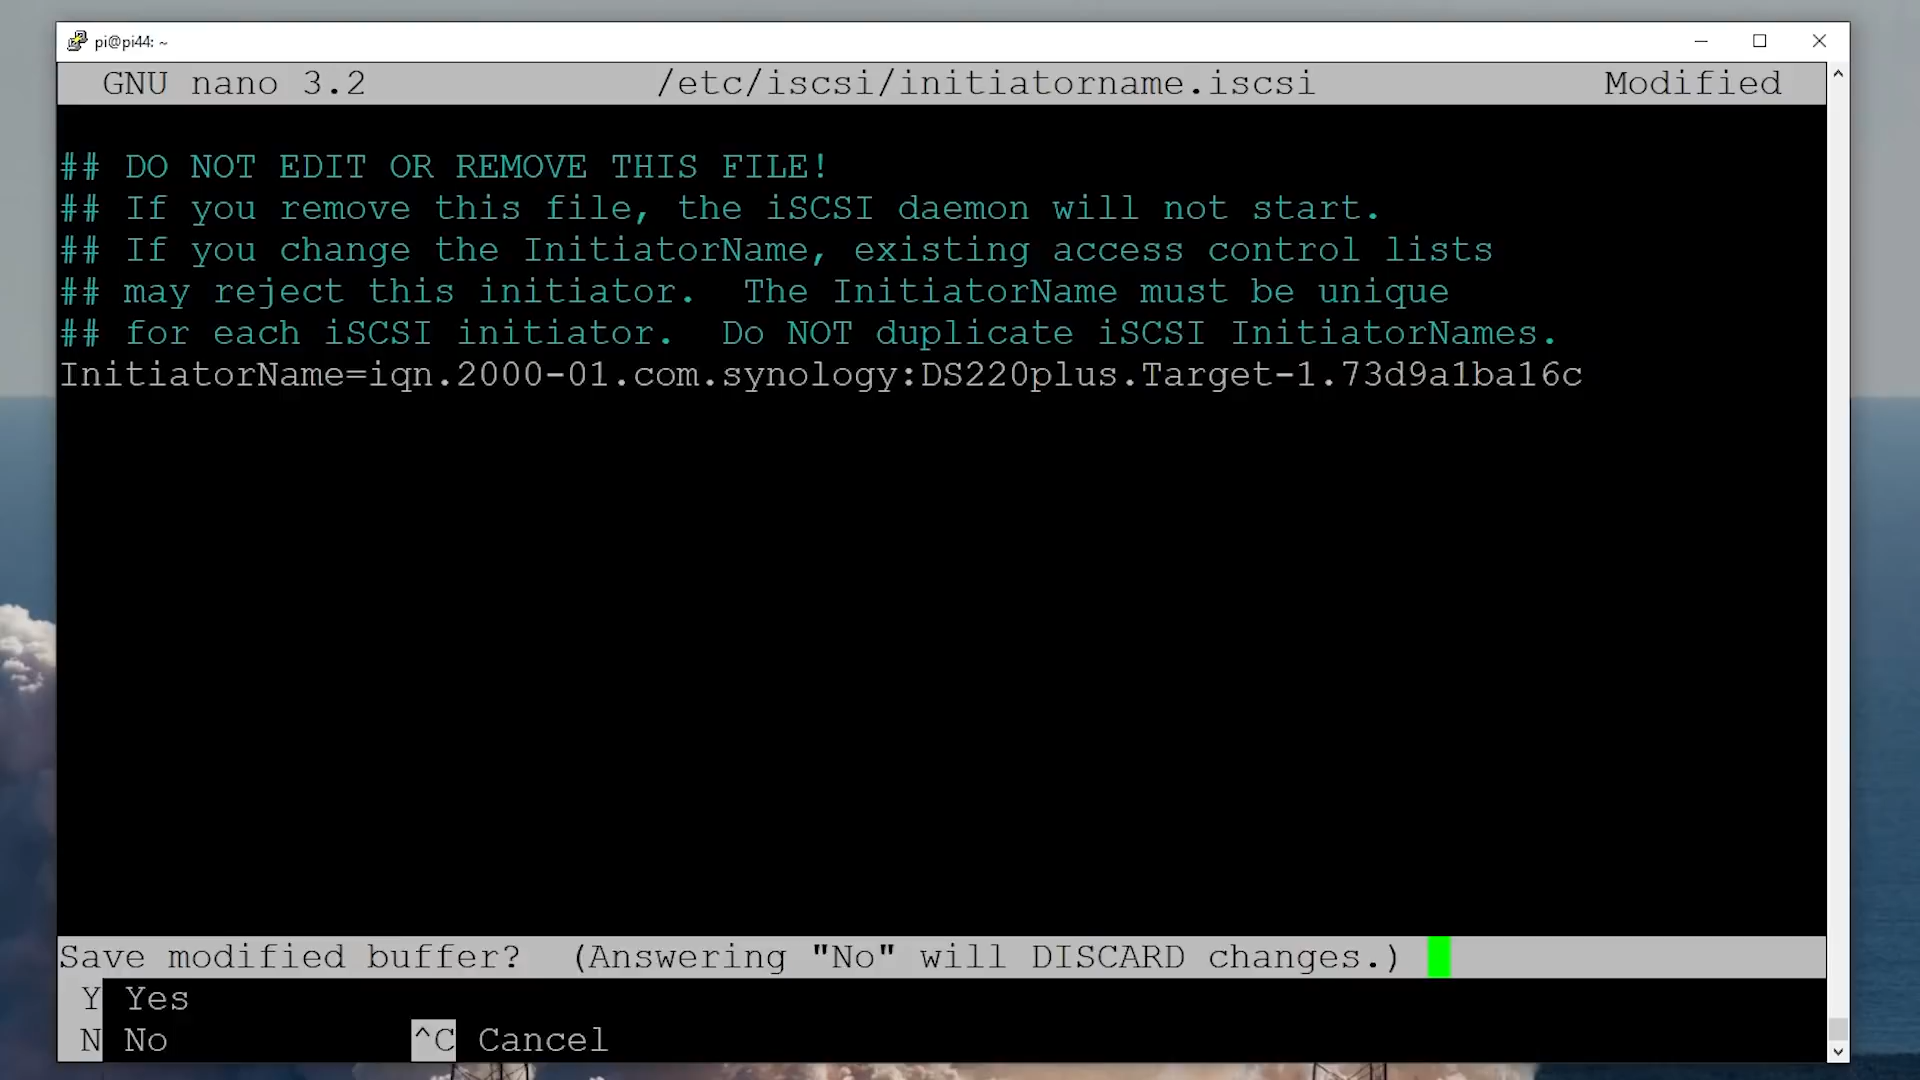 pi@pi44: ~
GNU nano 3.2 /etc/iscsi/initiatorname.iscsi Modified
## DO NOT EDIT OR REMOVE THIS FILE!
## If you remove this file, the iSCSI daemon will not start.
## If you change the InitiatorName, existing access control lists
## may reject this initiator.  The InitiatorName must be unique
## for each iSCSI initiator.  Do NOT duplicate iSCSI InitiatorNames.
InitiatorName=iqn.2000-01.com.synology:DS220plus.Target-1.73d9a1ba16c
Save modified buffer?  (Answering "No" will DISCARD changes.)
Y Yes
N No ^C Cancel